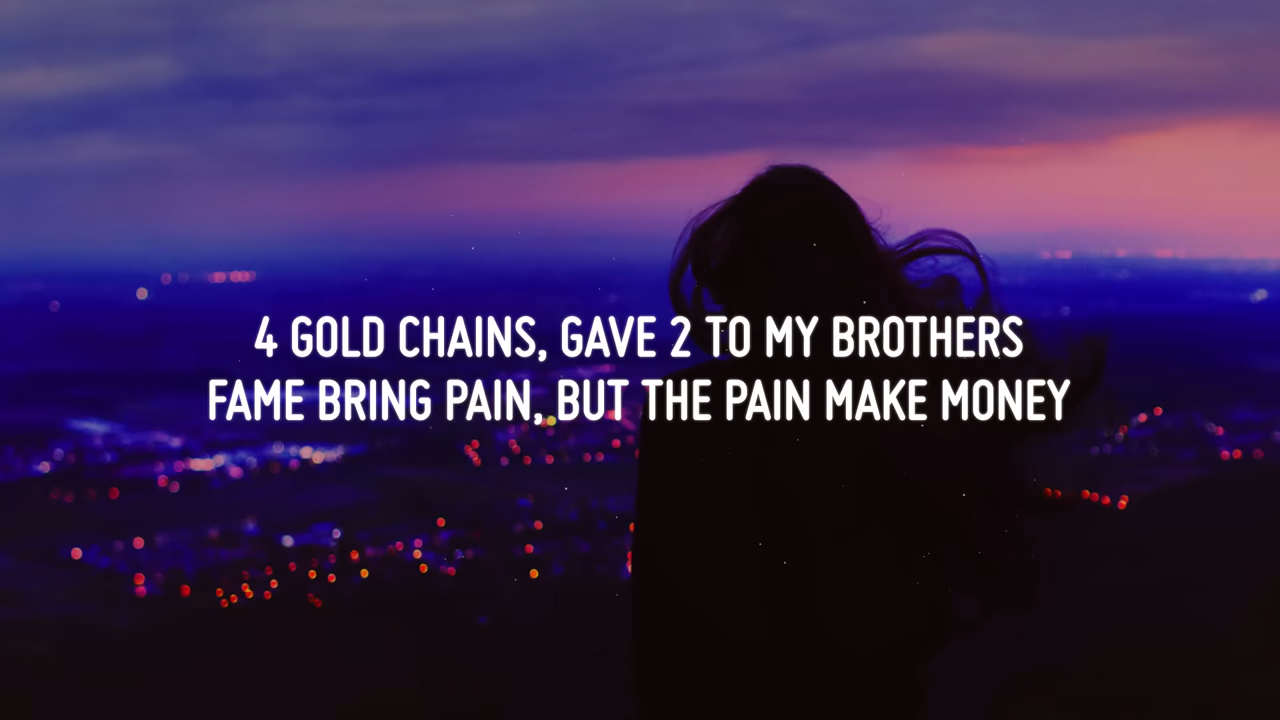 4 GOLD CHAINS, GAVE 2 TO MY BROTHERS
FAME BRING PAIN, BUT THE PAIN MAKE MONEY